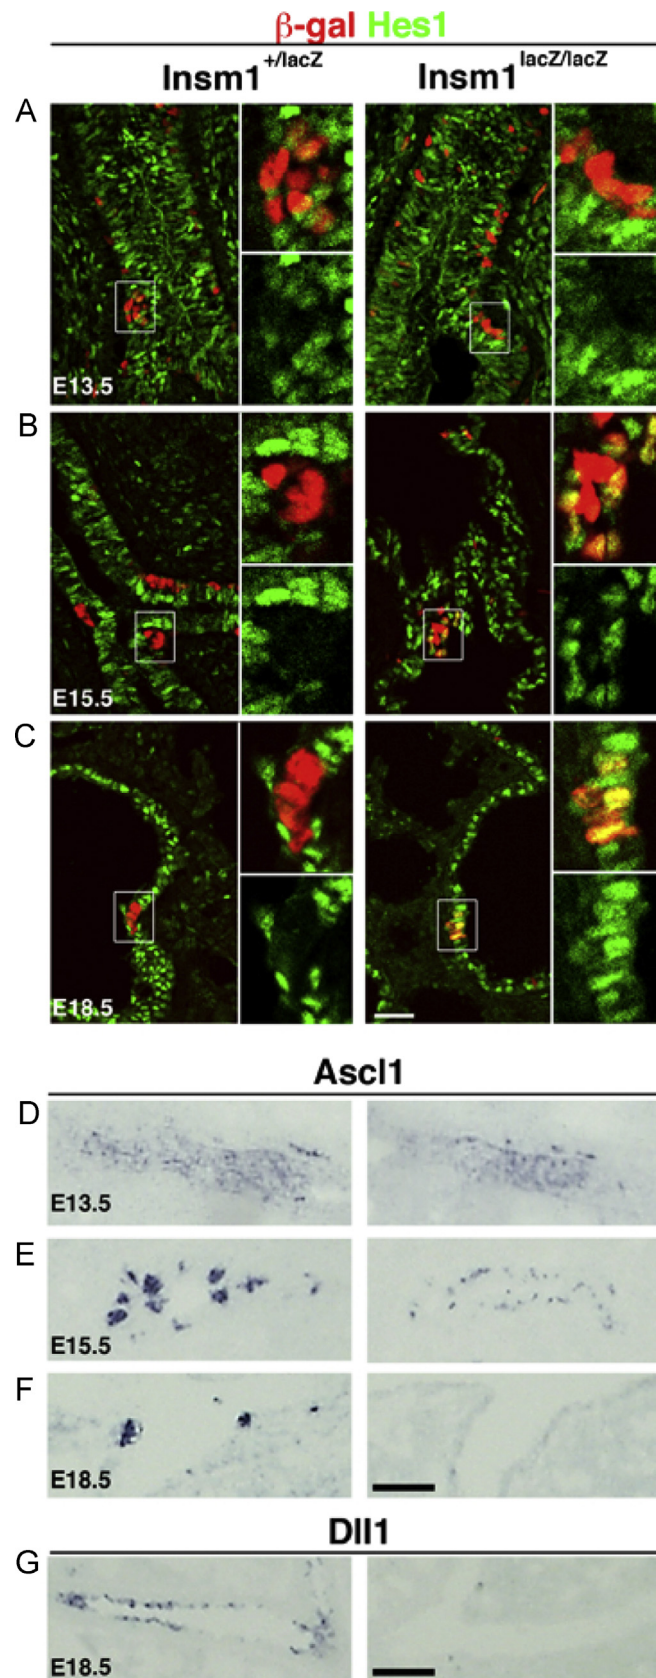 β-gal Hes1
Insm1+/lacZ Insm1lacZ/lacZ
A
E13.5
B
E15.5
C
E18.5
Ascl1
D
E13.5
E
E15.5
F
E18.5
Dll1
G
E18.5